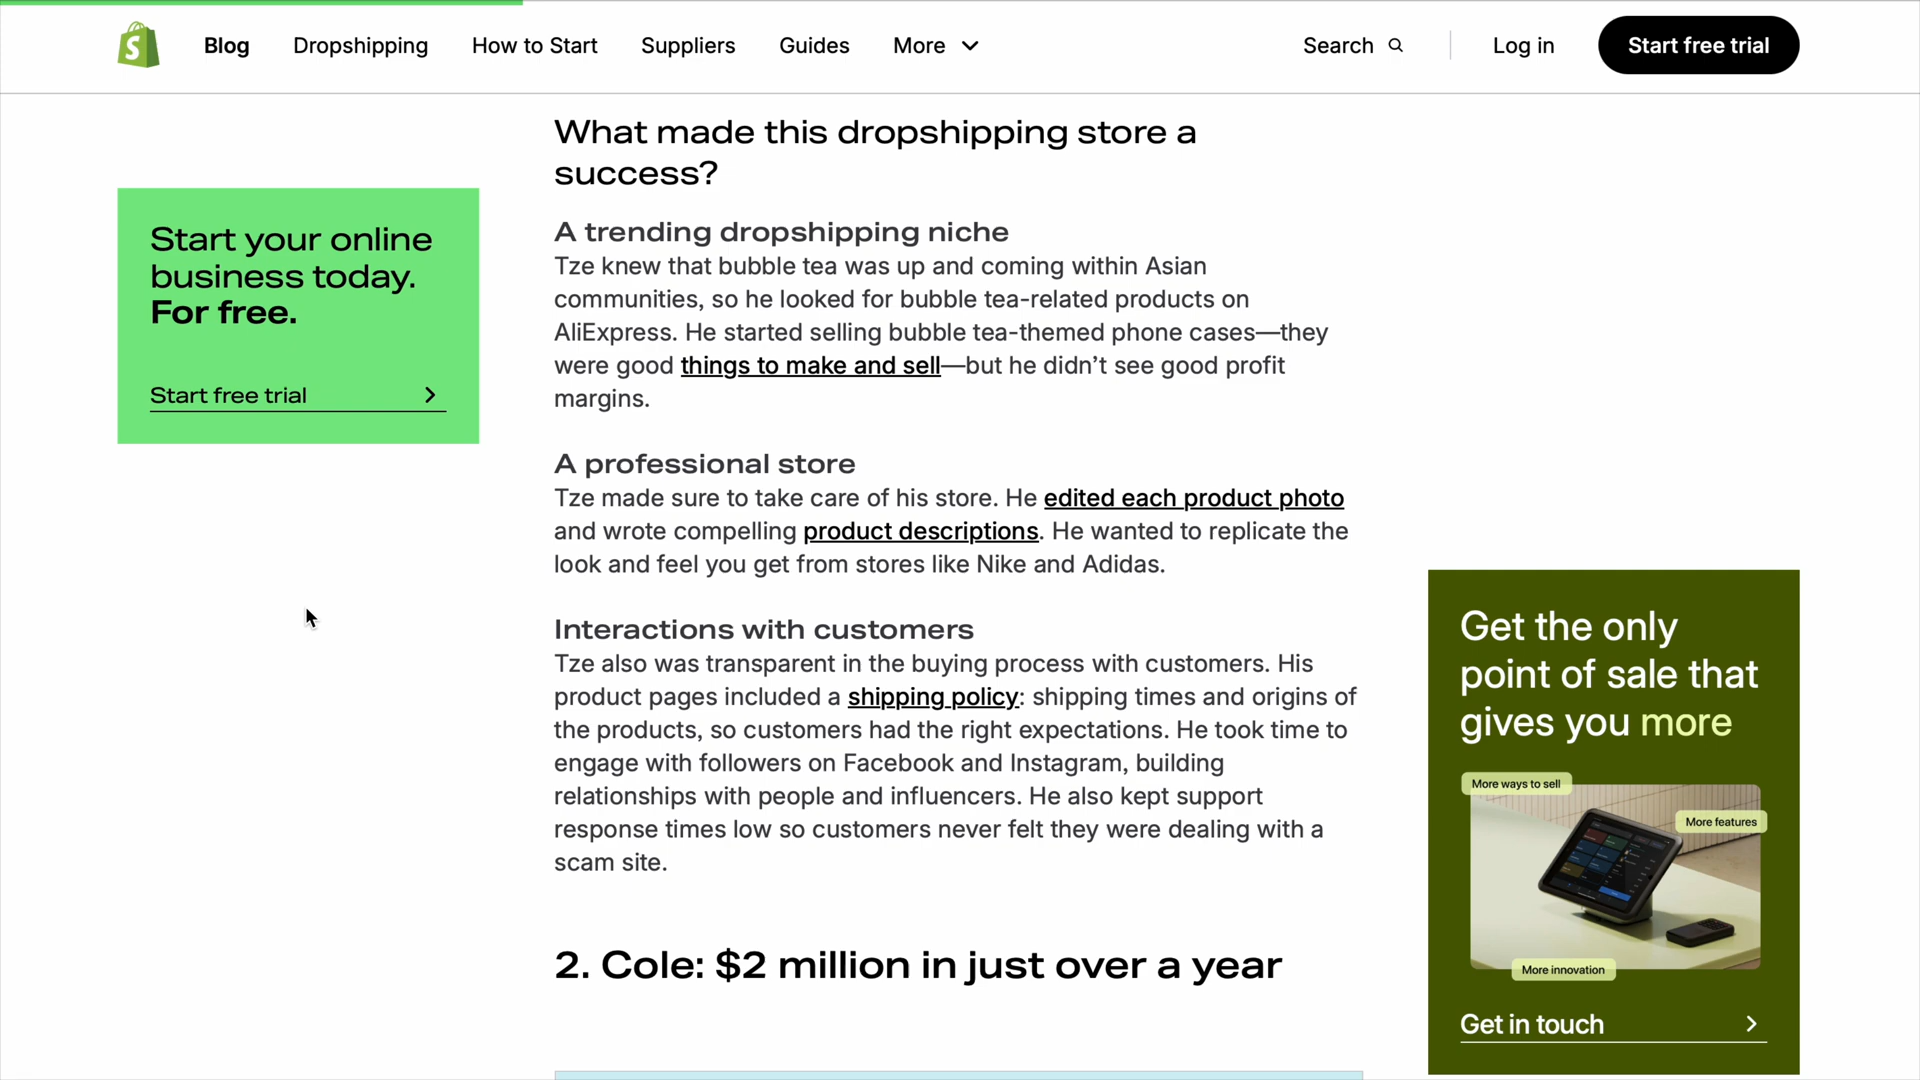 Blog
Dropshipping
How to Start
Suppliers
Guides
More
Search
Log in
Start free trial
Start your online
business today.
For free.
Start free trial
What made this dropshipping store a
success?
A trending dropshipping niche
Tze knew that bubble tea was up and coming within Asian
communities, so he looked for bubble tea-related products on
AliExpress. He started selling bubble tea-themed phone cases—they
were good things to make and sell—but he didn’t see good profit
margins.
A professional store
Tze made sure to take care of his store. He edited each product photo
and wrote compelling product descriptions. He wanted to replicate the
look and feel you get from stores like Nike and Adidas.
Interactions with customers
Tze also was transparent in the buying process with customers. His
product pages included a shipping policy: shipping times and origins of
the products, so customers had the right expectations. He took time to
engage with followers on Facebook and Instagram, building
relationships with people and influencers. He also kept support
response times low so customers never felt they were dealing with a
scam site.
2. Cole: $2 million in just over a year
Get the only
point of sale that
gives you more
More ways to sell
More features
More innovation
Get in touch